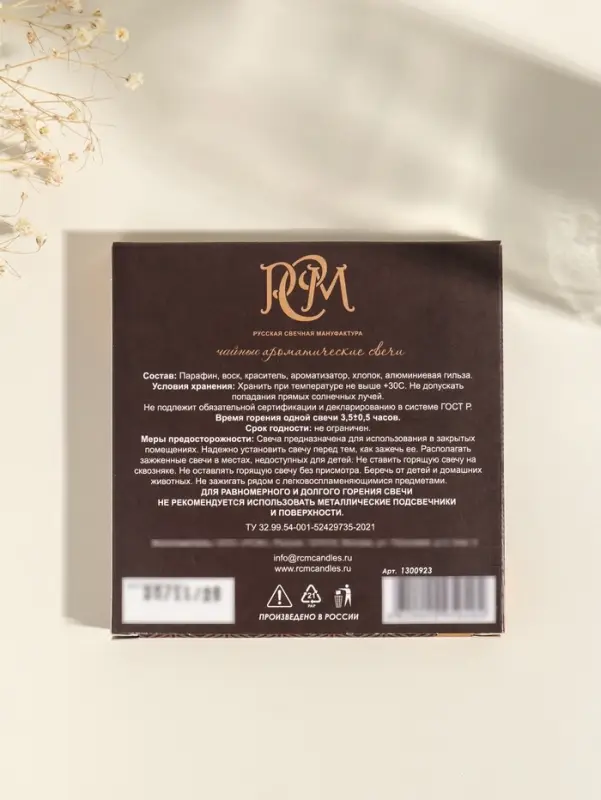 РСМ
РУССКАЯ СВЕЧНАЯ МАНУФАКТУРА
чайные ароматические свечи
Состав: Парафин, воск, краситель, ароматизатор, хлопок, алюминиевая гильза.
Условия хранения: Хранить при температуре не выше +30С. Не допускать
попадания прямых солнечных лучей.
Не подлежит обязательной сертификации и декларированию в системе ГОСТ Р.
Время горения одной свечи 3,5±0,5 часов.
Срок годности: не ограничен.
Меры предосторожности: Свеча предназначена для использования в закрытых
помещениях. Надежно установить свечу перед тем, как зажечь ее. Располагать
зажженные свечи в местах, недоступных для детей. Не ставить горящую свечу на
сквозняке. Не оставлять горящую свечу без присмотра. Беречь от детей и домашних
животных. Не зажигать рядом с легковоспламеняющимися предметами.
ДЛЯ РАВНОМЕРНОГО И ДОЛГОГО ГОРЕНИЯ СВЕЧИ
НЕ РЕКОМЕНДУЕТСЯ ИСПОЛЬЗОВАТЬ МЕТАЛЛИЧЕСКИЕ ПОДСВЕЧНИКИ
И ПОВЕРХНОСТИ.
ТУ 32.99.54-001-52429735-2021
info@rcmcandles.ru
www.rcmcandles.ru
Арт. 1300923
21
PAP
ПРОИЗВЕДЕНО В РОССИИ